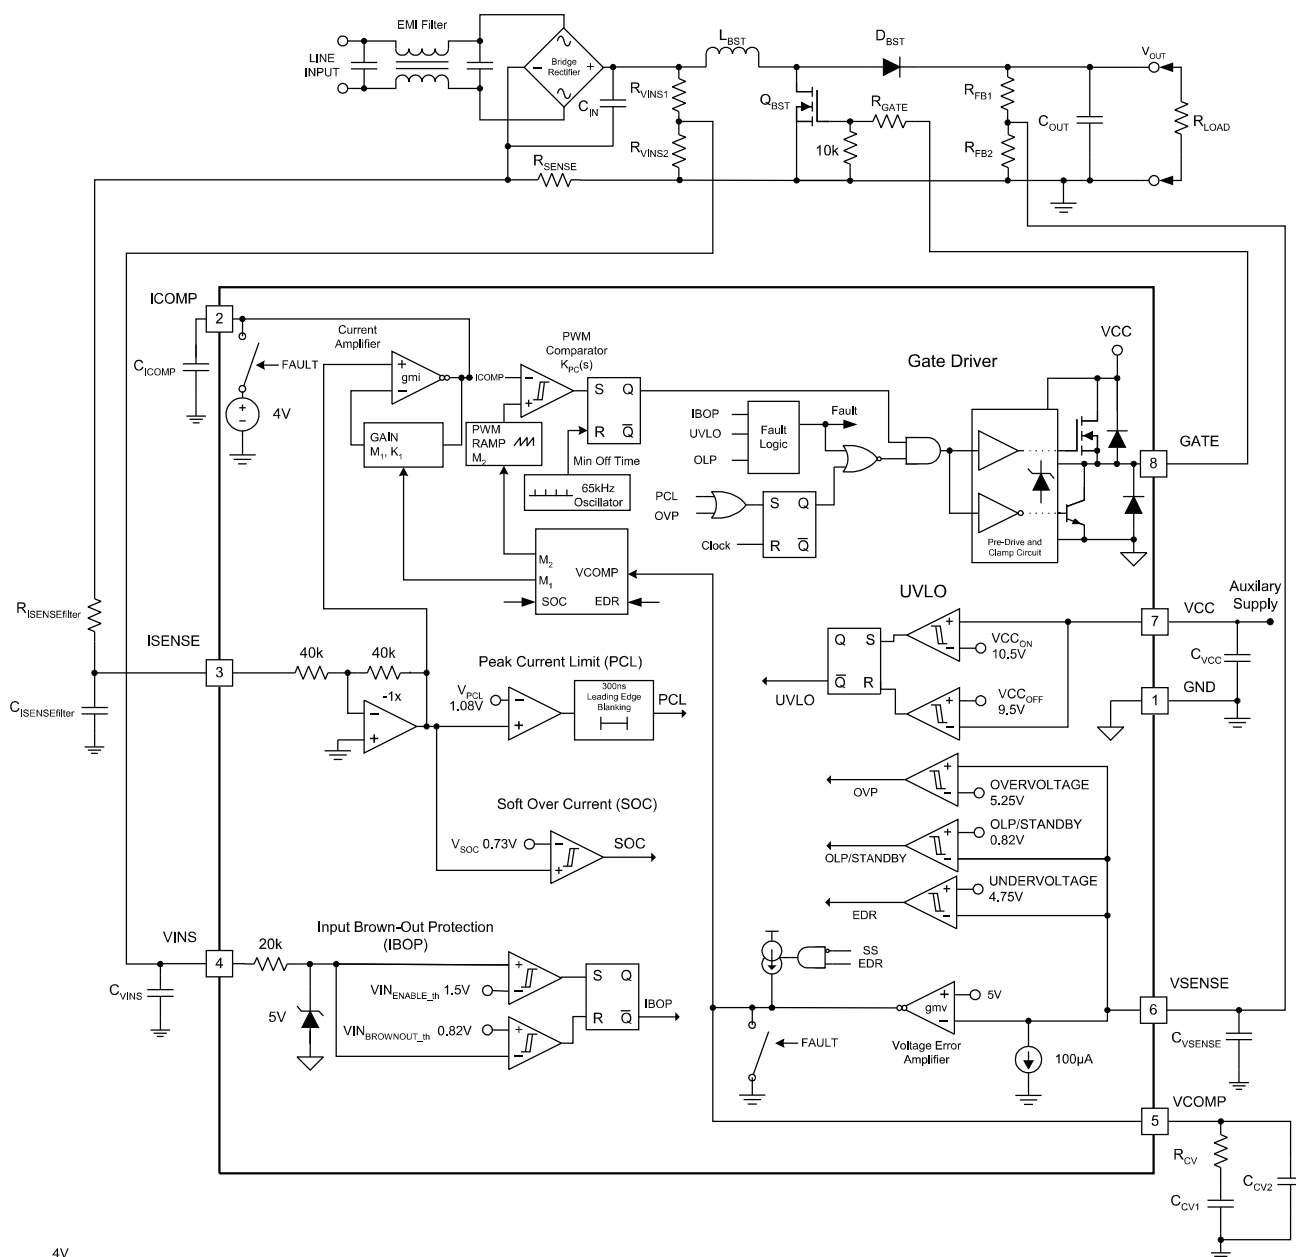 EMI Filter
LINE
INPUT
Bridge
Rectifier
−
+
C_IN
R_VINS1
R_VINS2
R_SENSE
L_BST
D_BST
Q_BST
R_GATE
10k
R_FB1
R_FB2
C_OUT
V_OUT
R_LOAD
ICOMP
2
C_ICOMP
FAULT
4V
Current
Amplifier
+
gmi
−
ICOMP
PWM
Comparator
K_PC(s)
−
+
S Q
R Q̅
GAIN
M₁, K₁
PWM
RAMP
M₂
Min Off Time
65kHz
Oscillator
M₂
M₁
VCOMP
SOC
EDR
IBOP
UVLO
OLP
Fault
Logic
Fault
PCL
OVP
Clock
S Q
R Q̅
Gate Driver
VCC
Pre-Drive and
Clamp Circuit
GATE
8
R_ISENSEfilter
ISENSE
3
C_ISENSEfilter
40k
40k
-1x
−
+
Peak Current Limit (PCL)
V_PCL
1.08V
−
+
300ns
Leading Edge
Blanking
PCL
Soft Over Current (SOC)
V_SOC 0.73V
−
+
SOC
UVLO
Q S
Q̅ R
UVLO
+
−
VCC_ON
10.5V
+
−
VCC_OFF
9.5V
7
VCC
Auxilary
Supply
C_VCC
GND
1
+
−
OVERVOLTAGE
5.25V
OVP
+
−
OLP/STANDBY
0.82V
OLP/STANDBY
+
−
UNDERVOLTAGE
4.75V
EDR
VINS
4
C_VINS
20k
5V
Input Brown-Out Protection
(IBOP)
VIN_ENABLE_th 1.5V
+
−
VIN_BROWNOUT_th 0.82V
+
−
S Q
R Q̅
IBOP
SS
EDR
FAULT
+
gmv
−
5V
Voltage Error
Amplifier
100µA
VSENSE
6
C_VSENSE
VCOMP
5
R_CV
C_CV1
C_CV2
4V